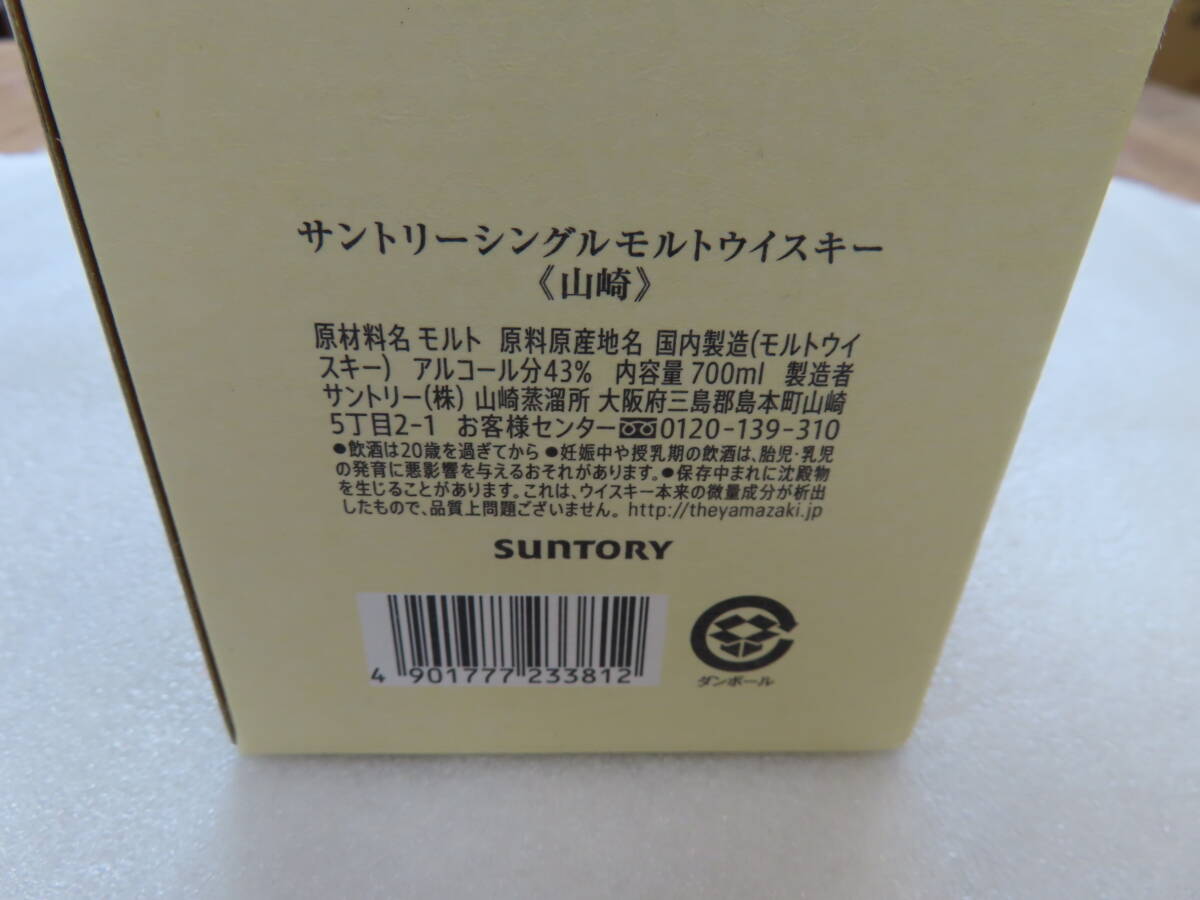 サントリーシングルモルトウイスキー
《山崎》
原材料名 モルト 原料原産地名 国内製造(モルトウイ
スキー) アルコール分43% 内容量 700ml 製造者
サントリー(株) 山崎蒸溜所 大阪府三島郡島本町山崎
5丁目2-1 お客様センター 0120-139-310
●飲酒は20歳を過ぎてから ●妊娠中や授乳期の飲酒は、胎児・乳児
の発育に悪影響を与えるおそれがあります。●保存中まれに沈殿物
を生じることがあります。これは、ウイスキー本来の微量成分が析出
したもので、品質上問題ございません。 http://theyamazaki.jp
SUNTORY
4 901777 233812
ダンボール